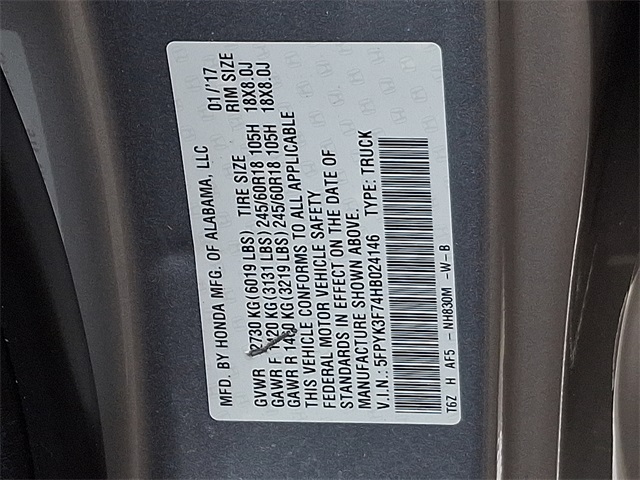 MFD. BY HONDA MFG. OF ALABAMA, LLC 01/'17
TIRE SIZE RIM SIZE
GVWR 2730 KG (6019 LBS)
GAWR F 1420 KG (3131 LBS) 245/60R18 105H 18X8.0J
GAWR R 1460 KG (3219 LBS) 245/60R18 105H 18X8.0J
THIS VEHICLE CONFORMS TO ALL APPLICABLE
FEDERAL MOTOR VEHICLE SAFETY
STANDARDS IN EFFECT ON THE DATE OF
MANUFACTURE SHOWN ABOVE.
V.I.N.: 5FPYK3F74HB024146 TYPE: TRUCK
T6Z H AF5 - NH830M -W-B